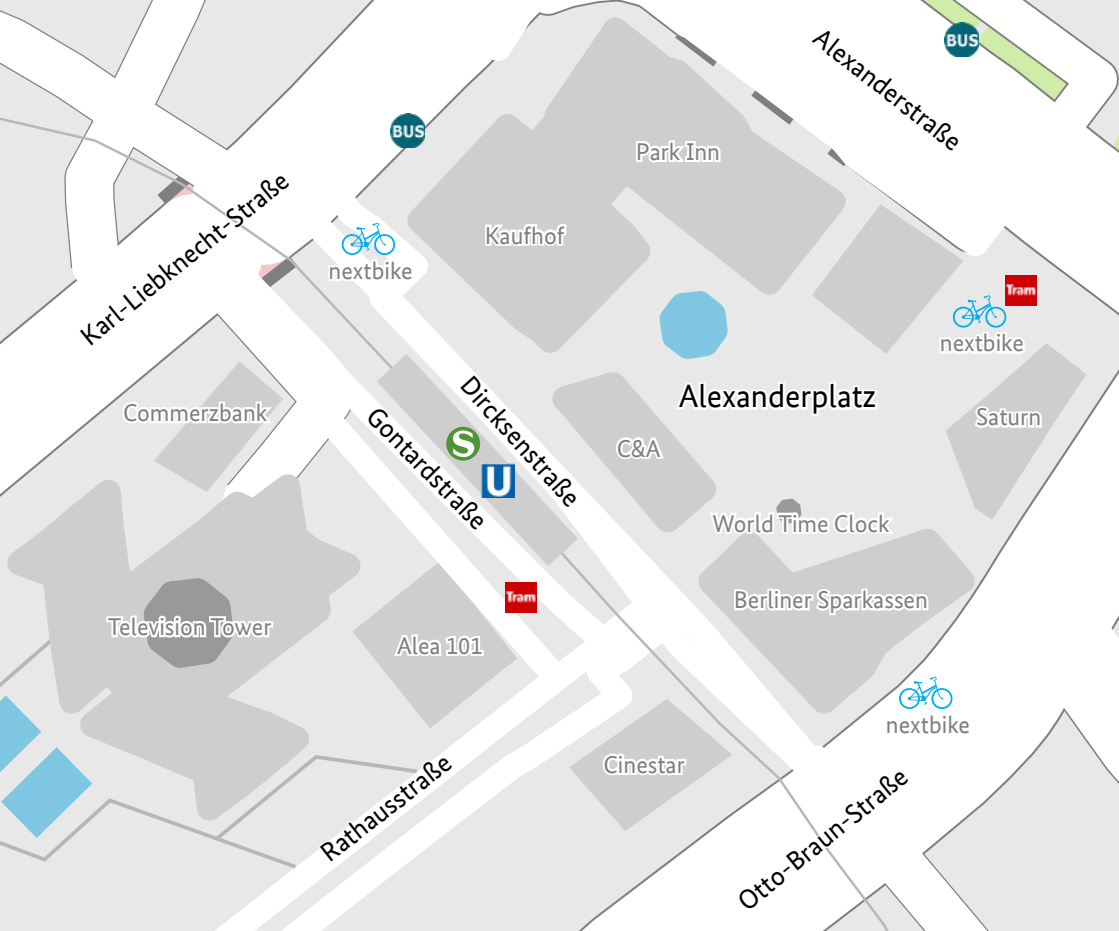 BUS
Alexanderstraße
BUS
Park Inn
Karl-Liebknecht-Straße
Kaufhof
nextbike
Tram
nextbike
Alexanderplatz
Commerzbank
Dircksenstraße
Saturn
Gontardstraße
S
C&A
U
World Time Clock
Tram
Berliner Sparkassen
Television Tower
Alea 101
nextbike
Cinestar
Rathausstraße
Otto-Braun-Straße